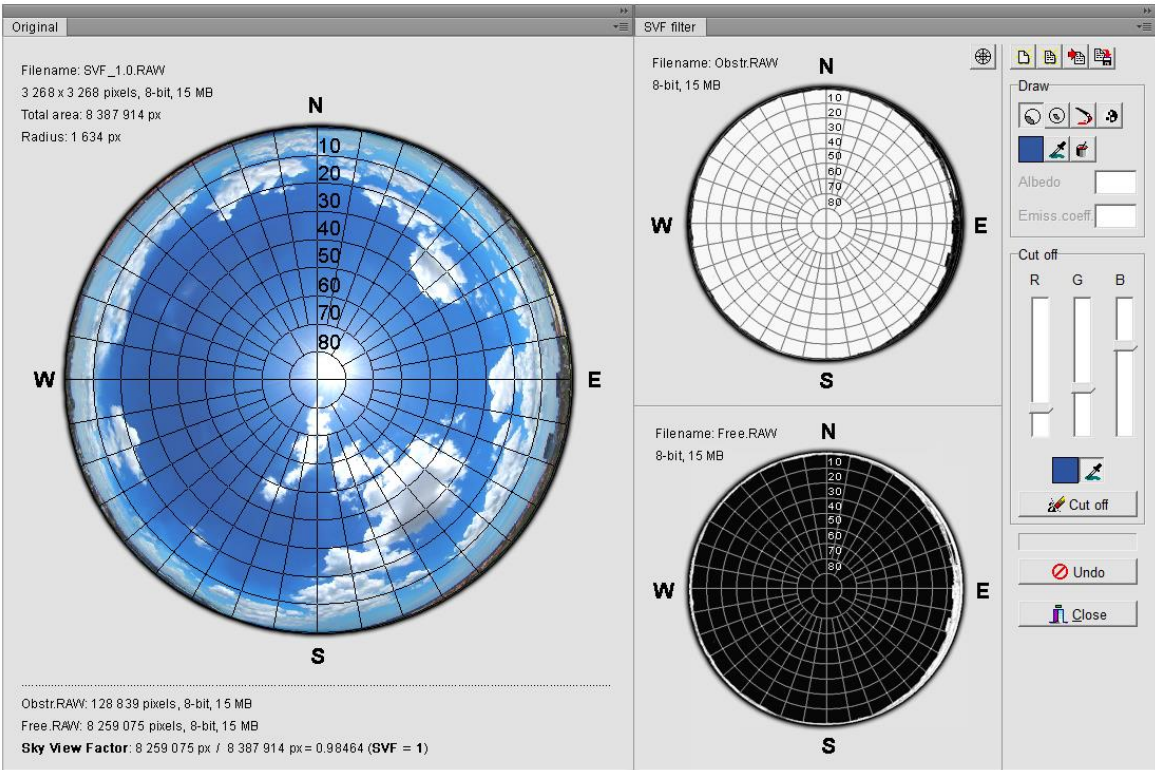 Original
Filename: SVF_1.0.RAW
3 268 x 3 268 pixels, 8-bit, 15 MB
Total area: 8 387 914 px
Radius: 1 634 px
N
10
20
30
40
50
60
70
80
W
E
S
Obstr.RAW: 128 839 pixels, 8-bit, 15 MB
Free.RAW: 8 259 075 pixels, 8-bit, 15 MB
Sky View Factor: 8 259 075 px / 8 387 914 px = 0.98464 (SVF = 1)
SVF filter
Filename: Obstr.RAW
8-bit, 15 MB
N
10
20
30
40
50
60
70
80
W
E
S
Filename: Free.RAW
8-bit, 15 MB
N
10
20
30
40
50
60
70
80
W
E
S
Draw
Albedo
Emiss.coeff.
Cut off
R G B
Cut off
Undo
Close